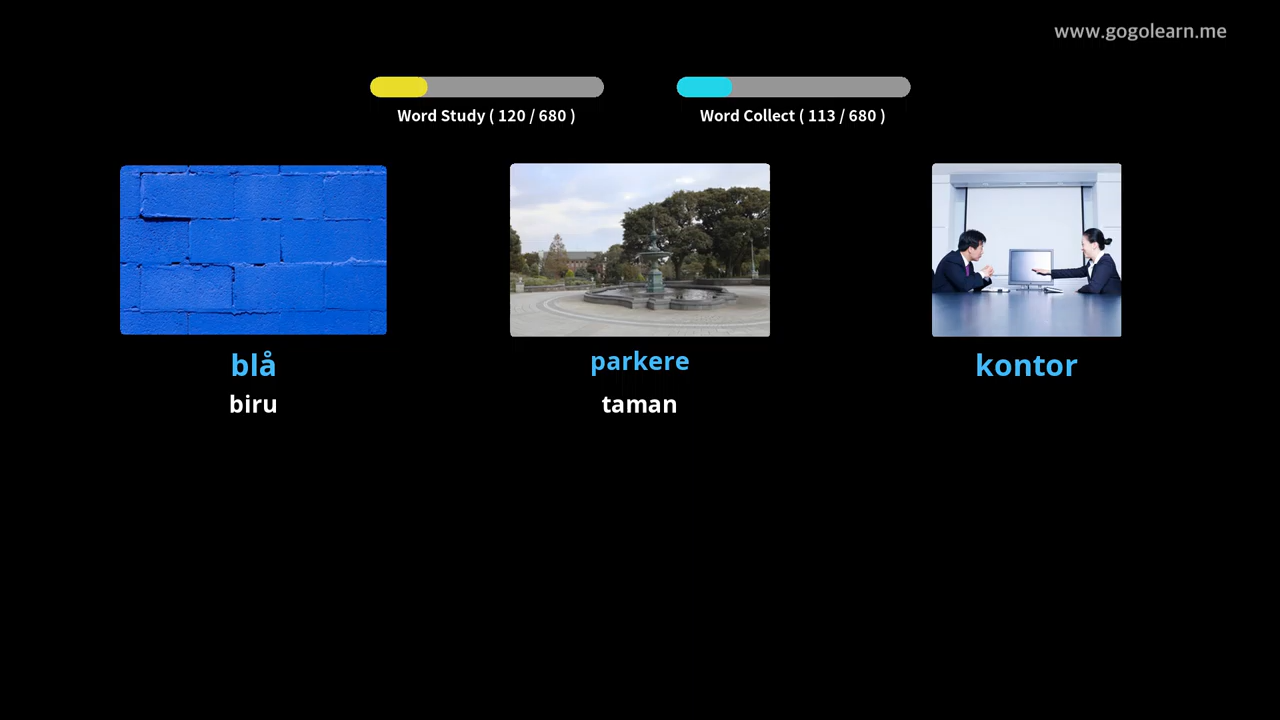 www.gogolearn.me
Word Study ( 120 / 680 )
Word Collect ( 113 / 680 )
blå
parkere
kontor
biru
taman